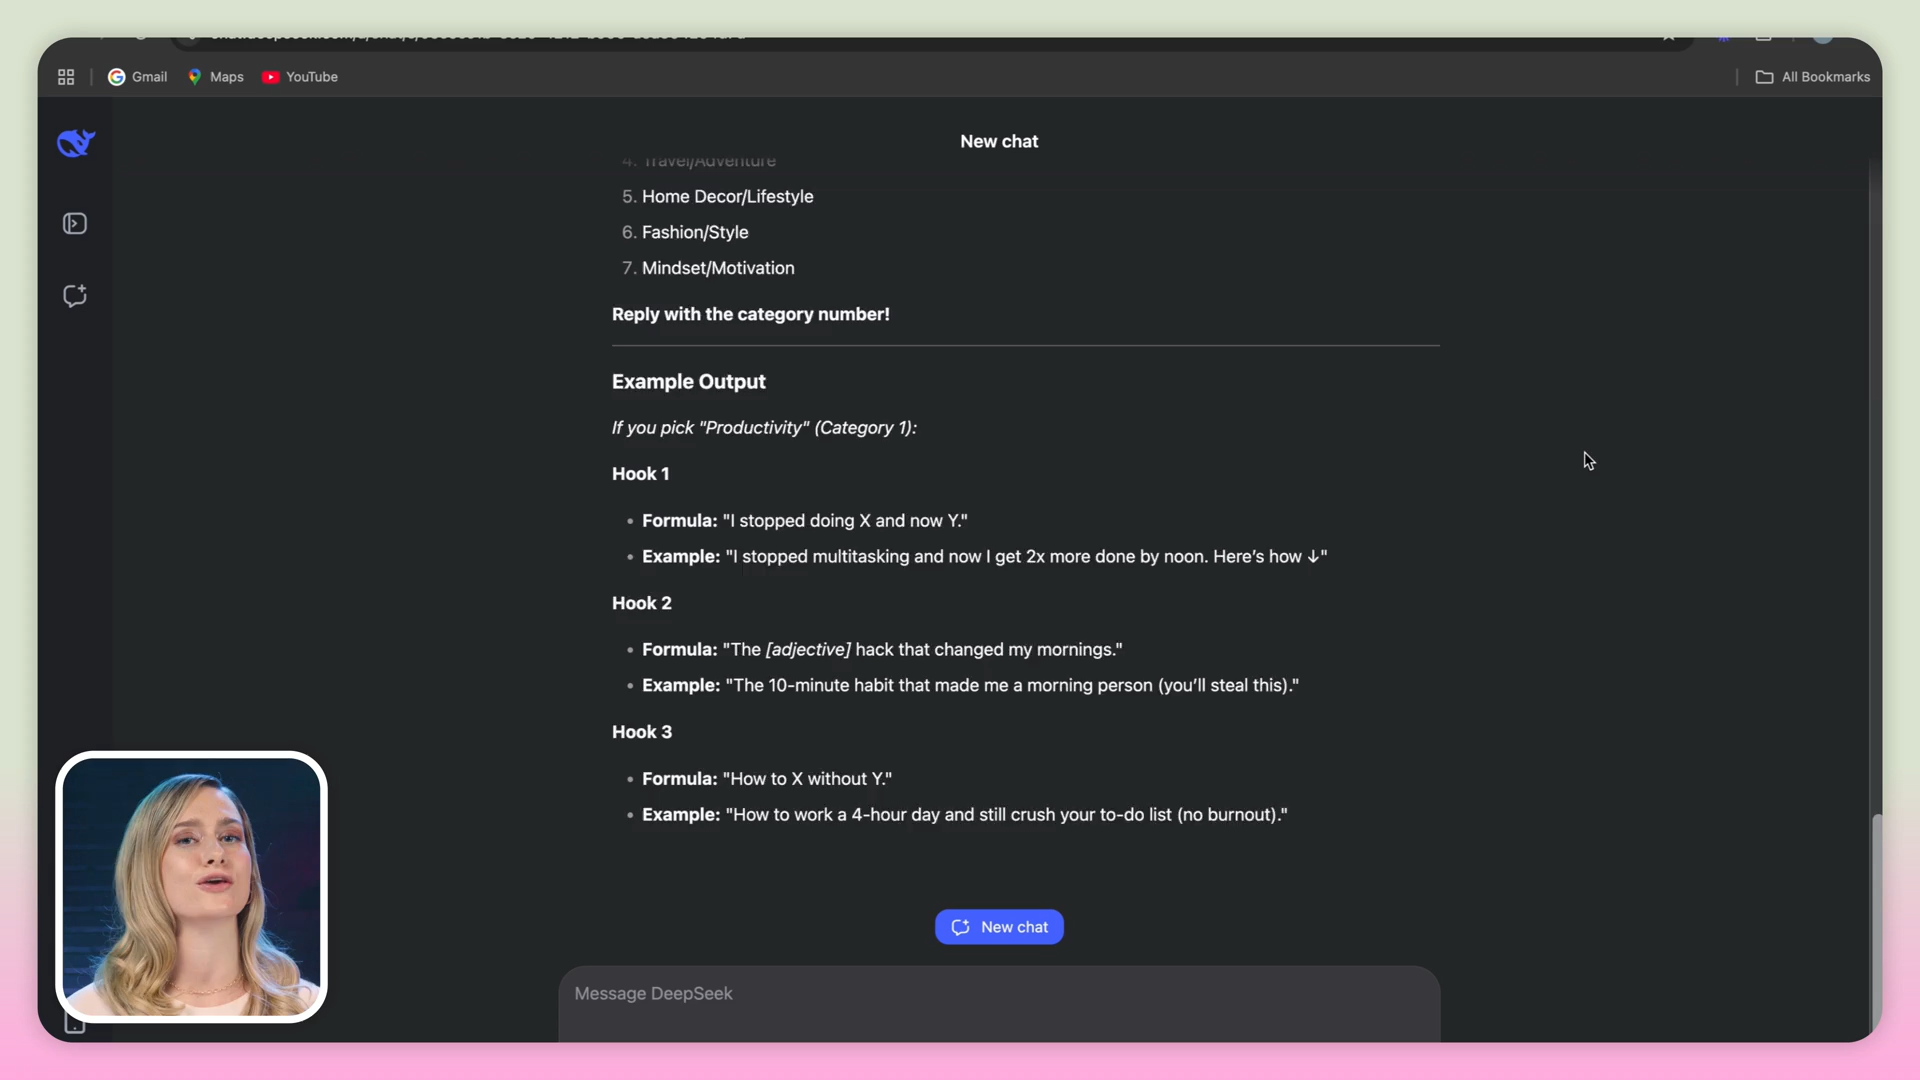 Gmail
Maps
YouTube
All Bookmarks
New chat
4. Travel/Adventure
5. Home Decor/Lifestyle
6. Fashion/Style
7. Mindset/Motivation
Reply with the category number!
Example Output
If you pick "Productivity" (Category 1):
Hook 1
• Formula: "I stopped doing X and now Y."
• Example: "I stopped multitasking and now I get 2x more done by noon. Here’s how ↓"
Hook 2
• Formula: "The [adjective] hack that changed my mornings."
• Example: "The 10-minute habit that made me a morning person (you’ll steal this)."
Hook 3
• Formula: "How to X without Y."
• Example: "How to work a 4-hour day and still crush your to-do list (no burnout)."
New chat
Message DeepSeek